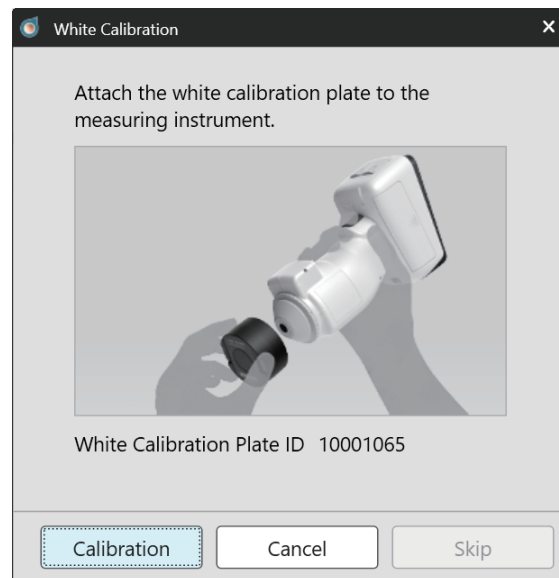 White Calibration
Attach the white calibration plate to the
measuring instrument.
White Calibration Plate ID 10001065
Calibration
Cancel
Skip